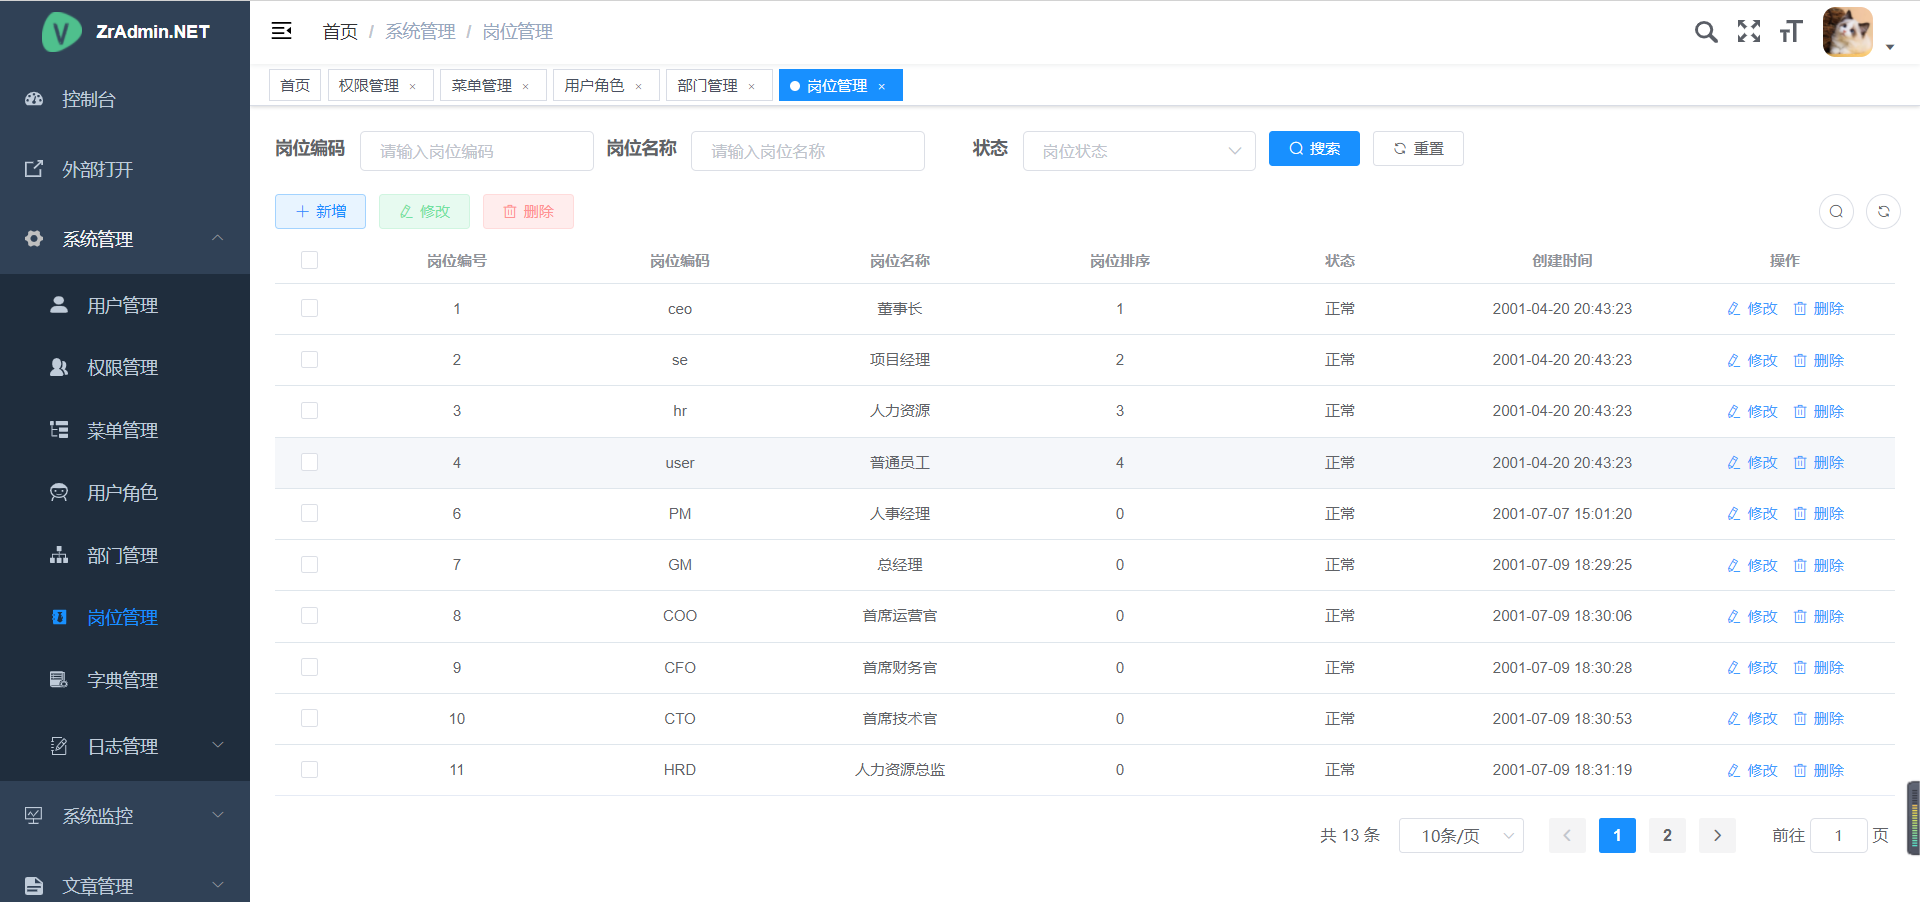 ZrAdmin.NET
控制台
外部打开
系统管理
用户管理
权限管理
菜单管理
用户角色
部门管理
岗位管理
字典管理
日志管理
系统监控
文章管理
首页 / 系统管理 / 岗位管理
首页 权限管理 × 菜单管理 × 用户角色 × 部门管理 × 岗位管理 ×
岗位编码 请输入岗位编码 岗位名称 请输入岗位名称 状态 岗位状态 搜索 重置
新增 修改 删除
岗位编号 岗位编码 岗位名称 岗位排序 状态 创建时间 操作
1 ceo 董事长 1 正常 2001-04-20 20:43:23 修改 删除
2 se 项目经理 2 正常 2001-04-20 20:43:23 修改 删除
3 hr 人力资源 3 正常 2001-04-20 20:43:23 修改 删除
4 user 普通员工 4 正常 2001-04-20 20:43:23 修改 删除
6 PM 人事经理 0 正常 2001-07-07 15:01:20 修改 删除
7 GM 总经理 0 正常 2001-07-09 18:29:25 修改 删除
8 COO 首席运营官 0 正常 2001-07-09 18:30:06 修改 删除
9 CFO 首席财务官 0 正常 2001-07-09 18:30:28 修改 删除
10 CTO 首席技术官 0 正常 2001-07-09 18:30:53 修改 删除
11 HRD 人力资源总监 0 正常 2001-07-09 18:31:19 修改 删除
共 13 条 10条/页 1 2 前往 1 页